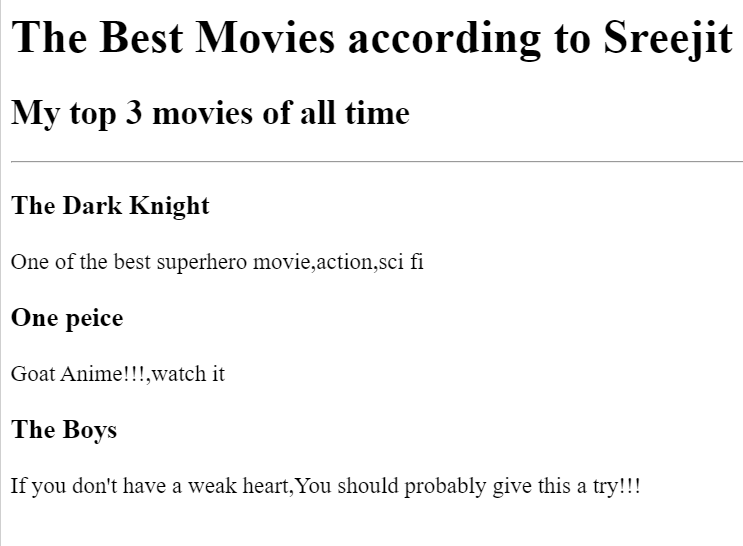 The Best Movies according to Sreejit
My top 3 movies of all time
The Dark Knight
One of the best superhero movie,action,sci fi
One peice
Goat Anime!!!,watch it
The Boys
If you don't have a weak heart,You should probably give this a try!!!